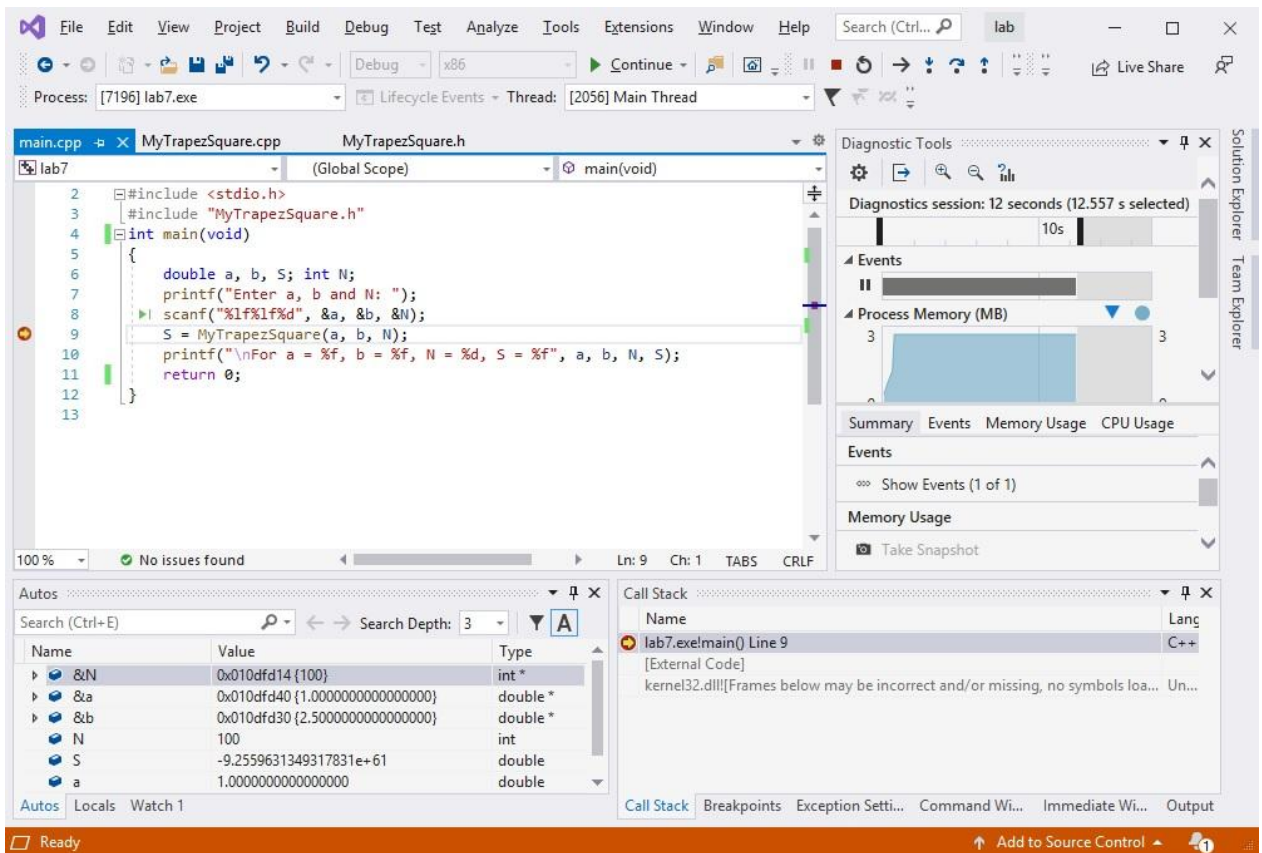 File Edit View Project Build Debug Test Analyze Tools Extensions Window Help Search (Ctrl... lab
Debug x86 Continue Live Share
Process: [7196] lab7.exe Lifecycle Events Thread: [2056] Main Thread
main.cpp MyTrapezSquare.cpp MyTrapezSquare.h
lab7 (Global Scope) main(void)
2 #include <stdio.h>
3 #include "MyTrapezSquare.h"
4 int main(void)
5 {
6 double a, b, S; int N;
7 printf("Enter a, b and N: ");
8 scanf("%lf%lf%d", &a, &b, &N);
9 S = MyTrapezSquare(a, b, N);
10 printf("\nFor a = %f, b = %f, N = %d, S = %f", a, b, N, S);
11 return 0;
12 }
13
100 % No issues found Ln: 9 Ch: 1 TABS CRLF
Diagnostic Tools
Diagnostics session: 12 seconds (12.557 s selected)
10s
Events
Process Memory (MB)
3 3
0 0
Summary Events Memory Usage CPU Usage
Events
Show Events (1 of 1)
Memory Usage
Take Snapshot
Solution Explorer
Team Explorer
Autos
Search (Ctrl+E) Search Depth: 3 A
Name Value Type
&N 0x010dfd14 {100} int *
&a 0x010dfd40 {1.0000000000000000} double *
&b 0x010dfd30 {2.5000000000000000} double *
N 100 int
S -9.2559631349317831e+61 double
a 1.0000000000000000 double
Autos Locals Watch 1
Call Stack
Name Lang
lab7.exe!main() Line 9 C++
[External Code]
kernel32.dll![Frames below may be incorrect and/or missing, no symbols loa... Un...
Call Stack Breakpoints Exception Setti... Command Wi... Immediate Wi... Output
Ready Add to Source Control 1